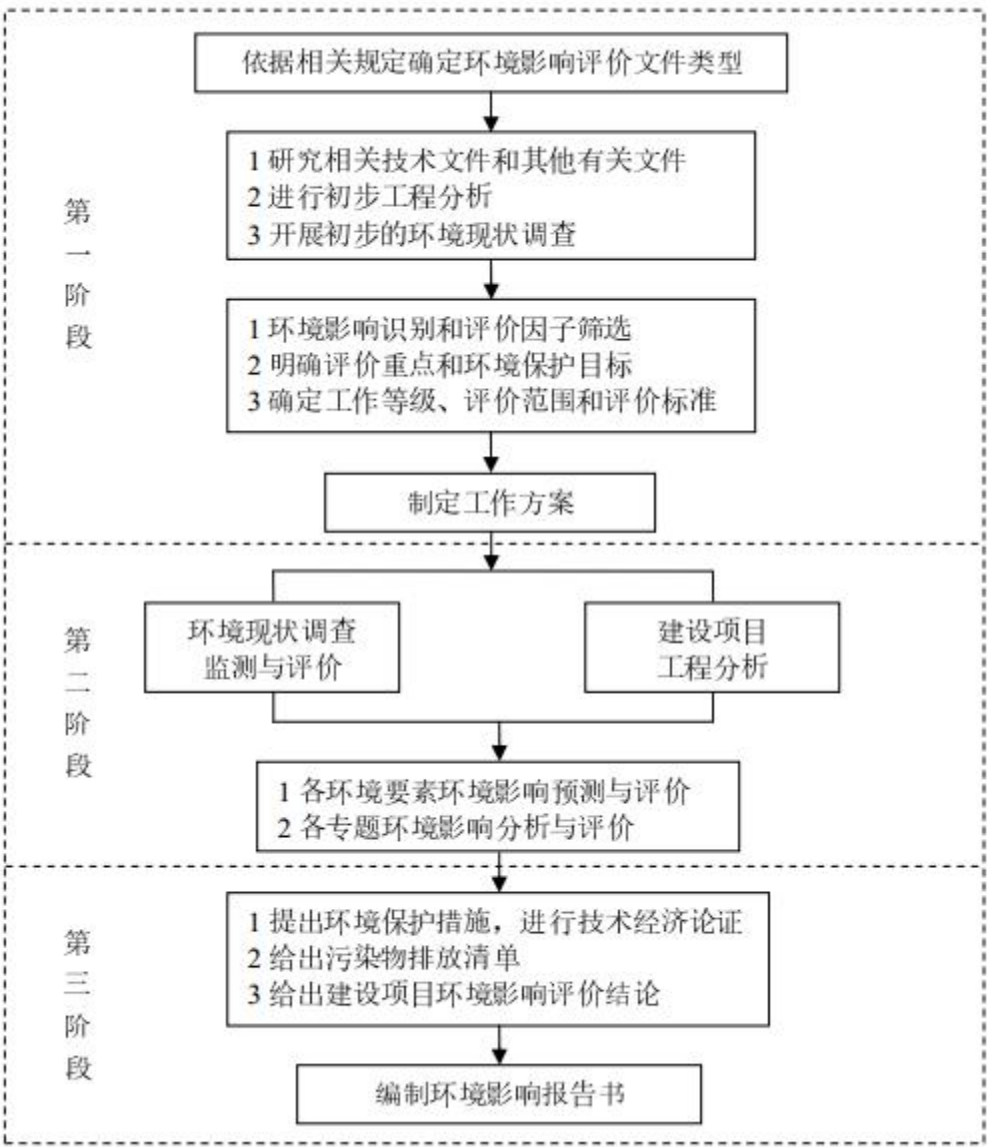 依据相关规定确定环境影响评价文件类型
1 研究相关技术文件和其他有关文件
2 进行初步工程分析
3 开展初步的环境现状调查
第一阶段
1 环境影响识别和评价因子筛选
2 明确评价重点和环境保护目标
3 确定工作等级、评价范围和评价标准
制定工作方案
第二阶段
环境现状调查
监测与评价
建设项目
工程分析
1 各环境要素环境影响预测与评价
2 各专题环境影响分析与评价
第三阶段
1 提出环境保护措施，进行技术经济论证
2 给出污染物排放清单
3 给出建设项目环境影响评价结论
编制环境影响报告书